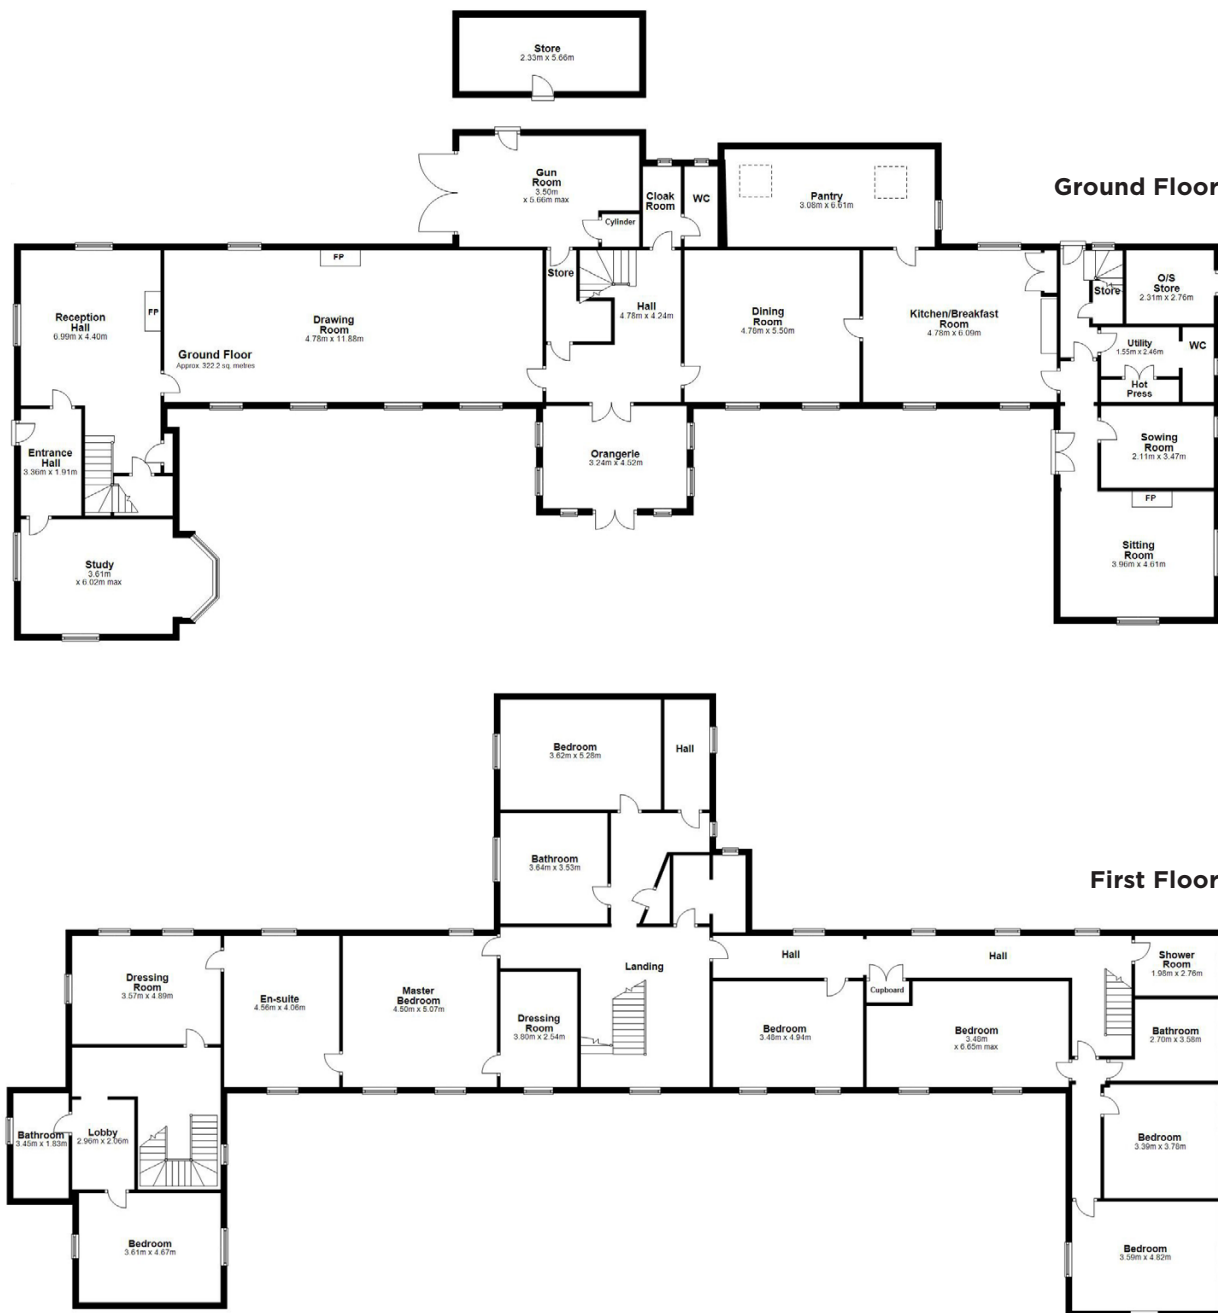 Store
2.33m x 5.66m
Gun
Room
3.50m
x 5.66m max
Cylinder
Cloak
Room
WC
Pantry
3.08m x 6.61m
Ground Floor
FP
Reception
Hall
6.99m x 4.40m
FP
Drawing
Room
4.78m x 11.88m
Ground Floor
Approx. 322.2 sq. metres
Store
Hall
4.78m x 4.24m
Dining
Room
4.78m x 5.50m
Kitchen/Breakfast
Room
4.78m x 6.09m
Store
O/S
Store
2.31m x 2.76m
Utility
1.55m x 2.46m
WC
Hot
Press
Entrance
Hall
3.36m x 1.91m
Orangerie
3.24m x 4.52m
Sowing
Room
2.11m x 3.47m
FP
Study
3.61m
x 6.02m max
Sitting
Room
3.96m x 4.61m
Bedroom
3.62m x 5.28m
Hall
Bathroom
3.64m x 3.53m
First Floor
Dressing
Room
3.57m x 4.89m
En-suite
4.56m x 4.06m
Master
Bedroom
4.50m x 5.07m
Dressing
Room
3.80m x 2.54m
Landing
Hall
Cupboard
Hall
Shower
Room
1.98m x 2.76m
Bedroom
3.48m x 4.94m
Bedroom
3.48m
x 6.65m max
Bathroom
2.70m x 3.58m
Bathroom
3.45m x 1.83m
Lobby
2.96m x 2.06m
Bedroom
3.39m x 3.78m
Bedroom
3.61m x 4.67m
Bedroom
3.59m x 4.82m